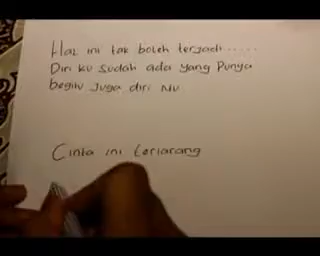 Hal ini tak boleh terjadi......
Diri ku sudah ada yang Punya
begitu Juga diri Mu
Cinta ini terlarang